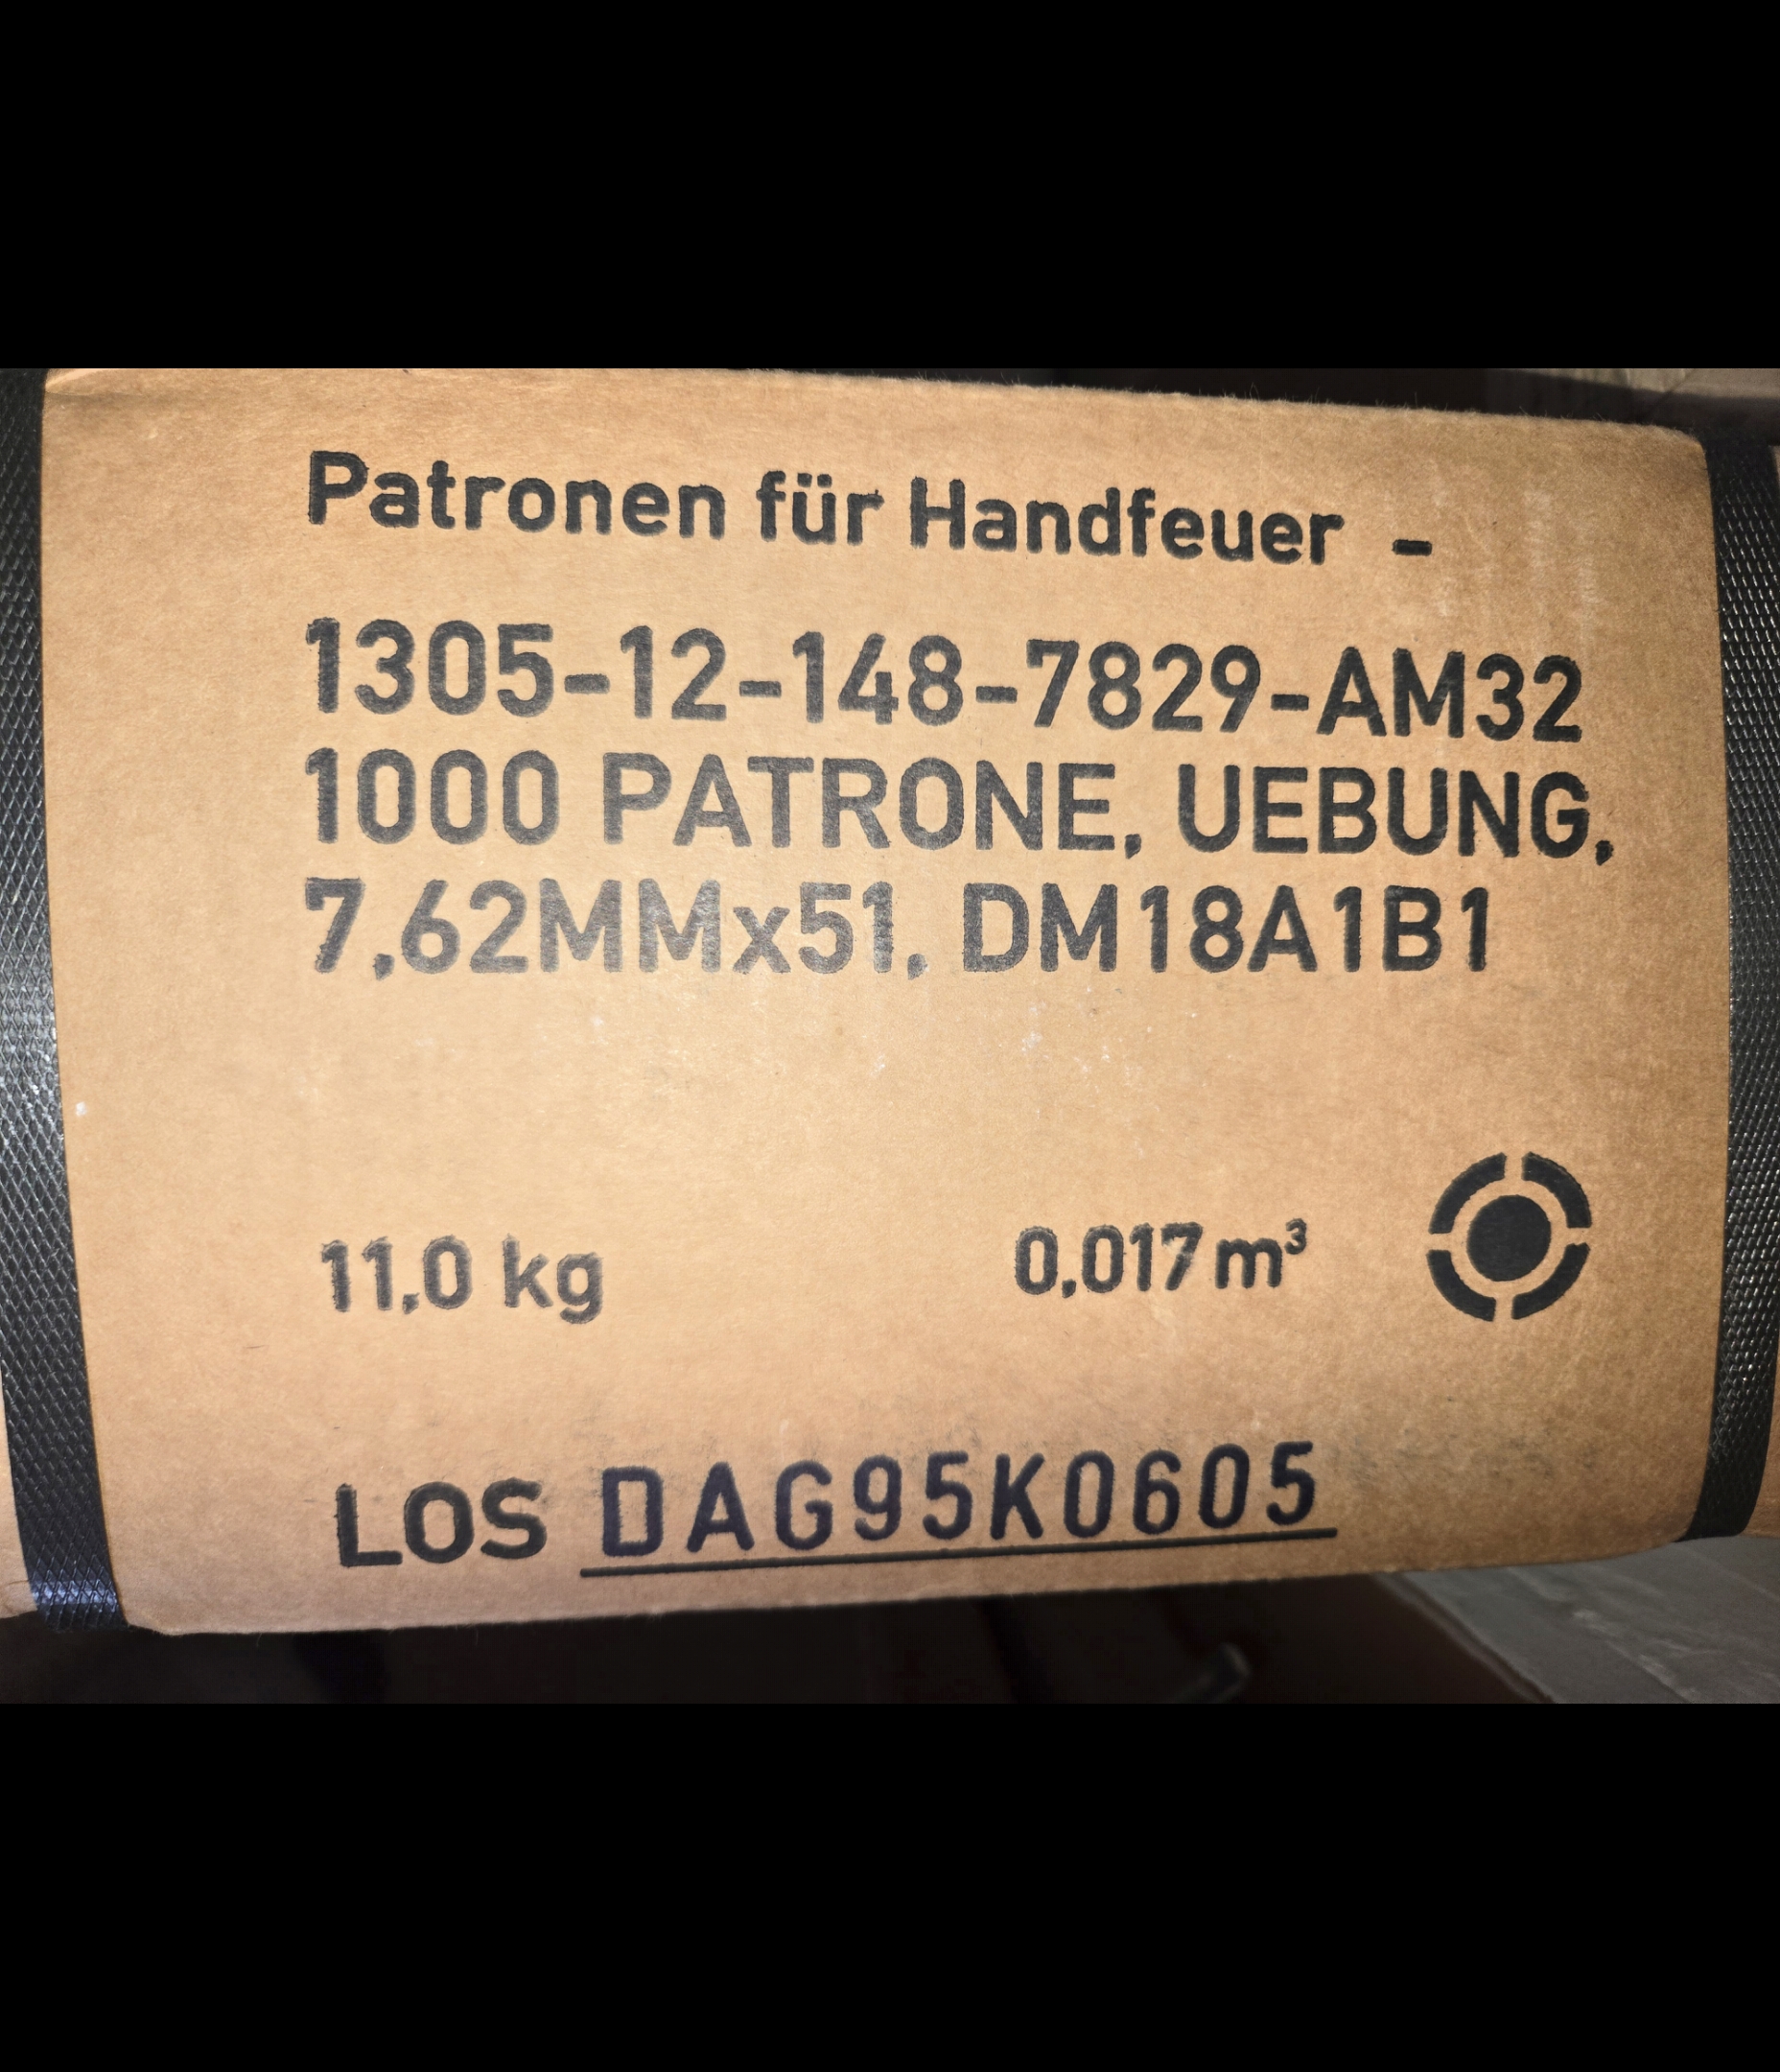 Patronen für Handfeuer -
1305-12-148-7829-AM32
1000 PATRONE, UEBUNG,
7,62MMx51, DM18A1B1
11,0 kg 0,017 m³
LOS DAG95K0605